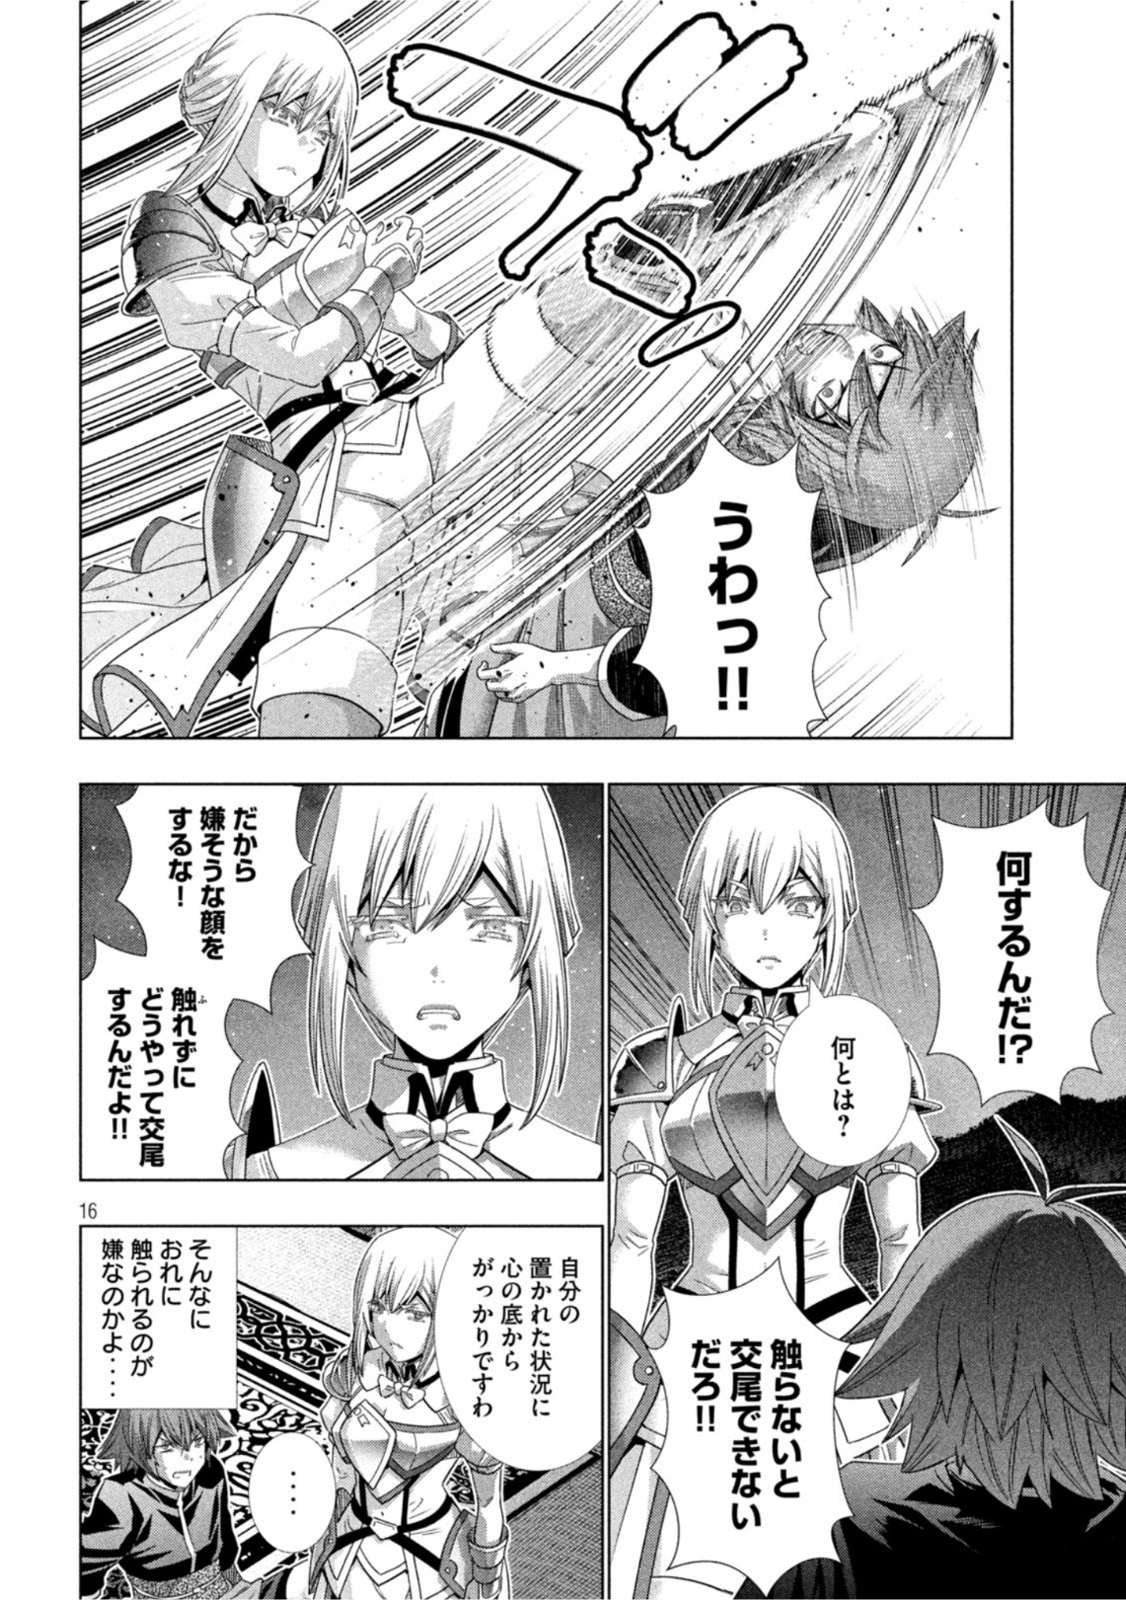 ブンッ
うわっ!!
何するんだ!?
何とは?
触らないと
交尾できない
だろ!!
だから
嫌そうな顔を
するな!
触れずに
ふ
どうやって交尾
するんだよ!!
自分の
置かれた状況に
心の底から
がっかりですわ
‥‥
そんなに
おれに
触られるのが
嫌なのかよ‥‥
16